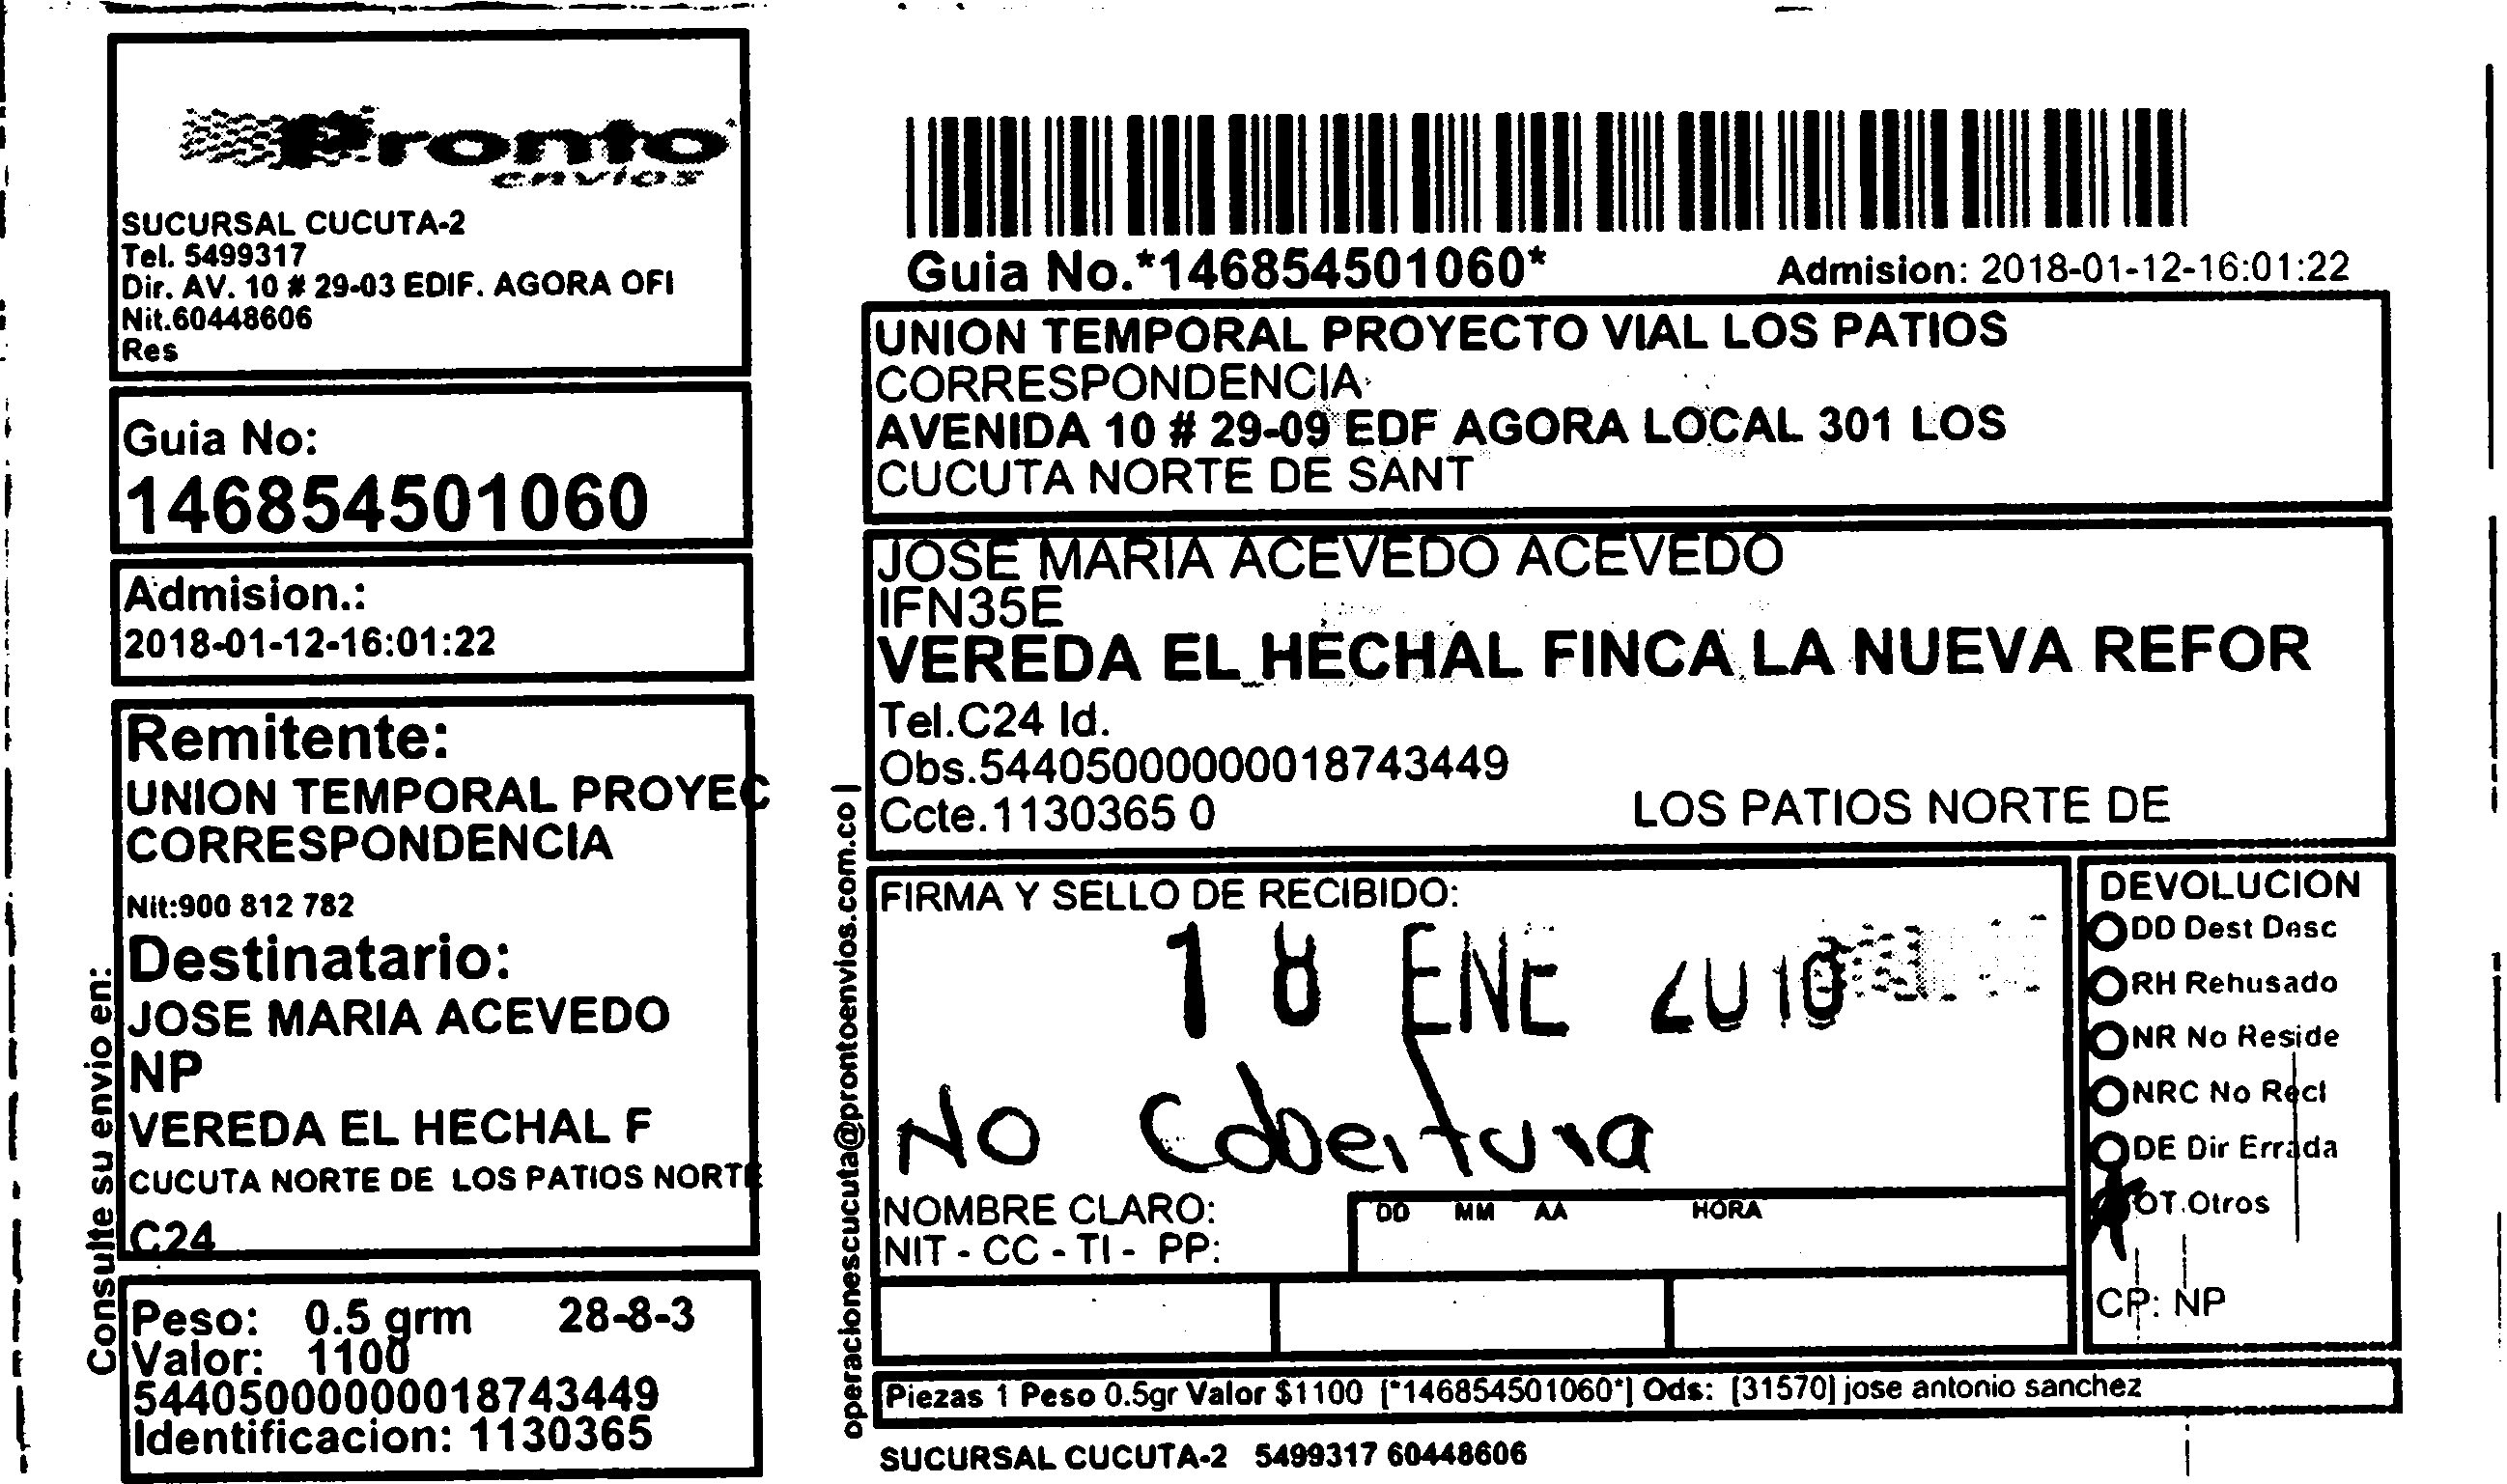 Pronto
envios
SUCURSAL CUCUTA-2
Tel. 5499317
Dir. AV. 10 # 29-03 EDIF. AGORA OFI
Nit.60448606
Res
Guia No:
146854501060
Admision.:
2018-01-12-16:01:22
Remitente:
UNION TEMPORAL PROYEC
CORRESPONDENCIA
Nit:900 812 782
Destinatario:
JOSE MARIA ACEVEDO
NP
VEREDA EL HECHAL F
CUCUTA NORTE DE LOS PATIOS NORTE
C24
Peso: 0.5 grm 28-8-3
Valor: 1100
54405000000018743449
Identificacion: 1130365
Consulte su envio en:
operacionescucuta@prontoenvios.com.co
Guia No.*146854501060*
Admision: 2018-01-12-16:01:22
UNION TEMPORAL PROYECTO VIAL LOS PATIOS
CORRESPONDENCIA
AVENIDA 10 # 29-09 EDF AGORA LOCAL 301 LOS
CUCUTA NORTE DE SANT
JOSE MARIA ACEVEDO ACEVEDO
IFN35E
VEREDA EL HECHAL FINCA LA NUEVA REFOR
Tel.C24 Id.
Obs.544050000000018743449
Ccte.1130365 0
LOS PATIOS NORTE DE
FIRMA Y SELLO DE RECIBIDO:
18 ENE 2018
No Cobertura
NOMBRE CLARO:
NIT - CC - TI - PP:
DD MM AA HORA
DEVOLUCION
DD Dest Desc
RH Rehusado
NR No Reside
NRC No Recl
DE Dir Errada
OT.Otros
CP: NP
Piezas 1 Peso 0.5gr Valor $1100 [*146854501060*] Ods: [31570] jose antonio sanchez
SUCURSAL CUCUTA-2 5499317 60448606